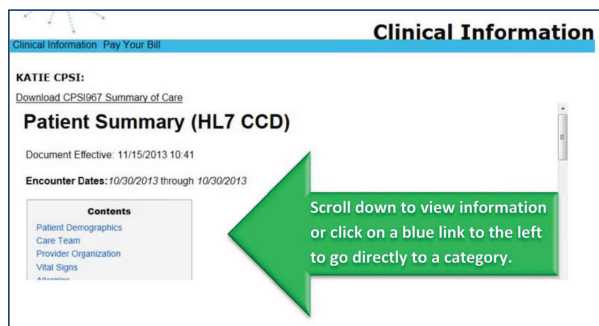 Clinical Information
Clinical Information Pay Your Bill
KATIE CPSI:
Download CPSI967 Summary of Care
Patient Summary (HL7 CCD)
Document Effective: 11/15/2013 10:41
Encounter Dates:10/30/2013 through 10/30/2013
Contents
Patient Demographics
Care Team
Provider Organization
Vital Signs
Allergies
Scroll down to view information
or click on a blue link to the left
to go directly to a category.